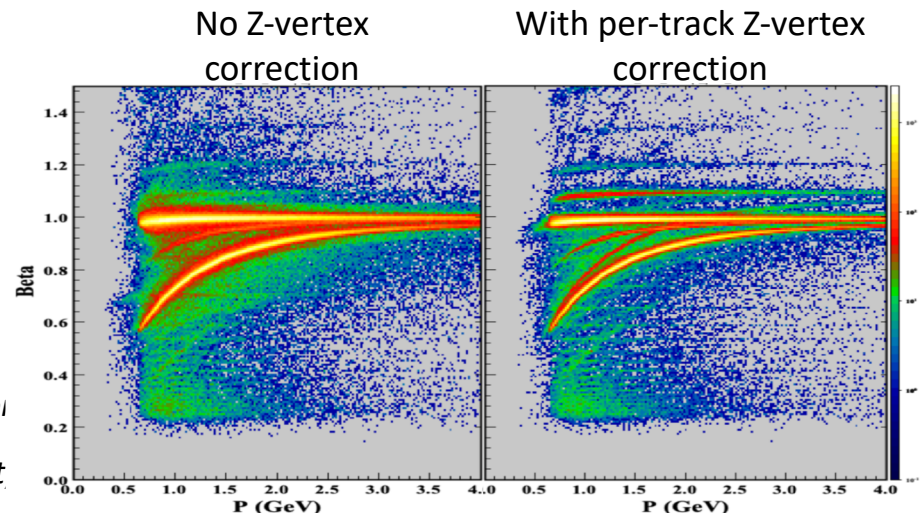 No Z-vertex
correction
With per-track Z-vertex
correction
1.4
1.2
1.0
0.8
0.6
0.4
0.2
0.0
Beta
0.0 0.5 1.0 1.5 2.0 2.5 3.0 3.5 4.0
0.5 1.0 1.5 2.0 2.5 3.0 3.5 4.0
P (GeV)
P (GeV)